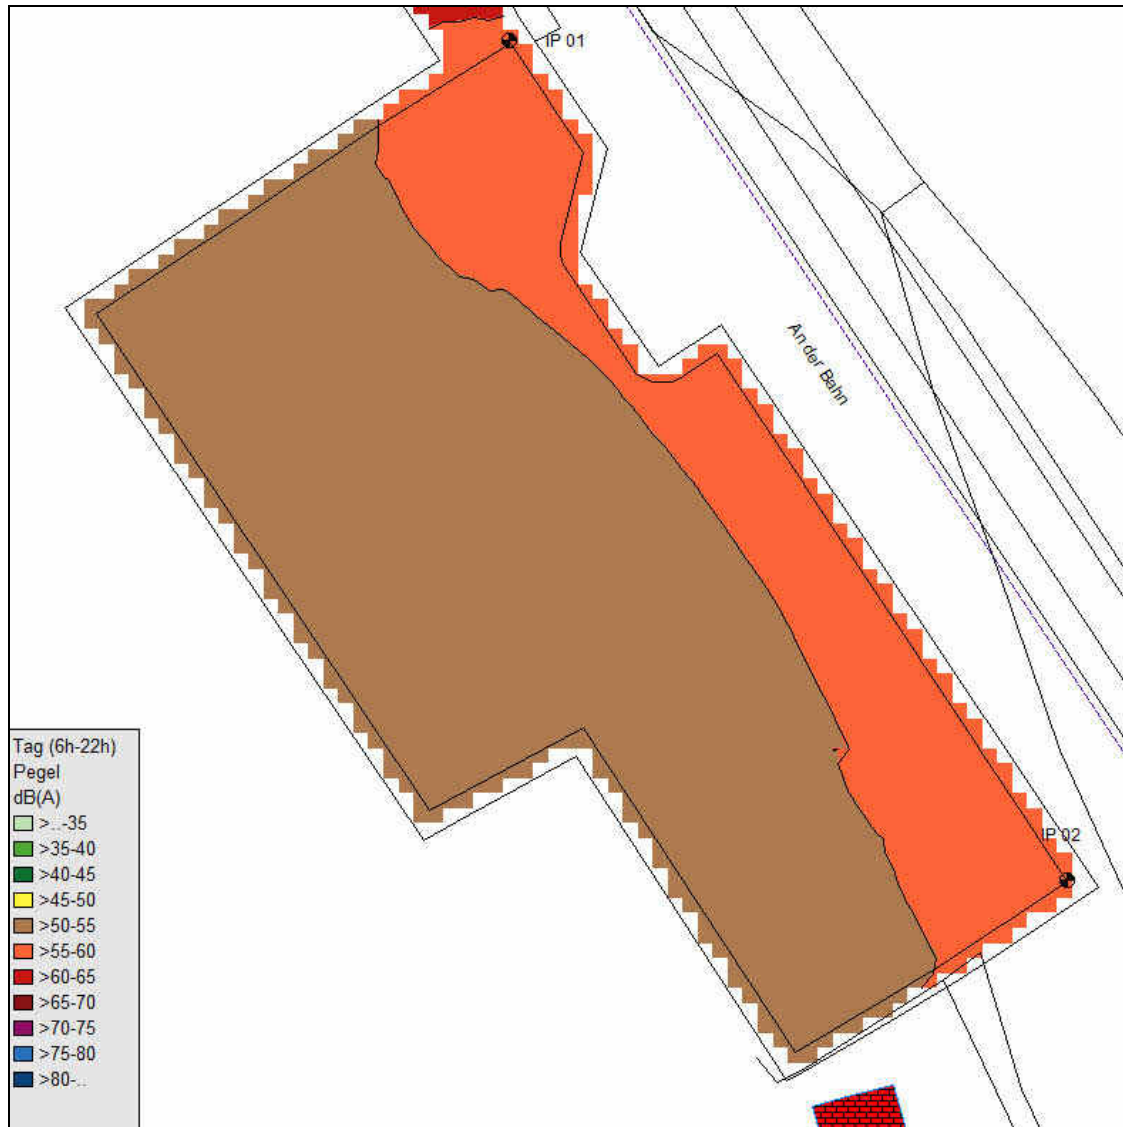 IP 01
An der Bahn
IP 02
Tag (6h-22h)
Pegel
dB(A)
>..-35
>35-40
>40-45
>45-50
>50-55
>55-60
>60-65
>65-70
>70-75
>75-80
>80-..